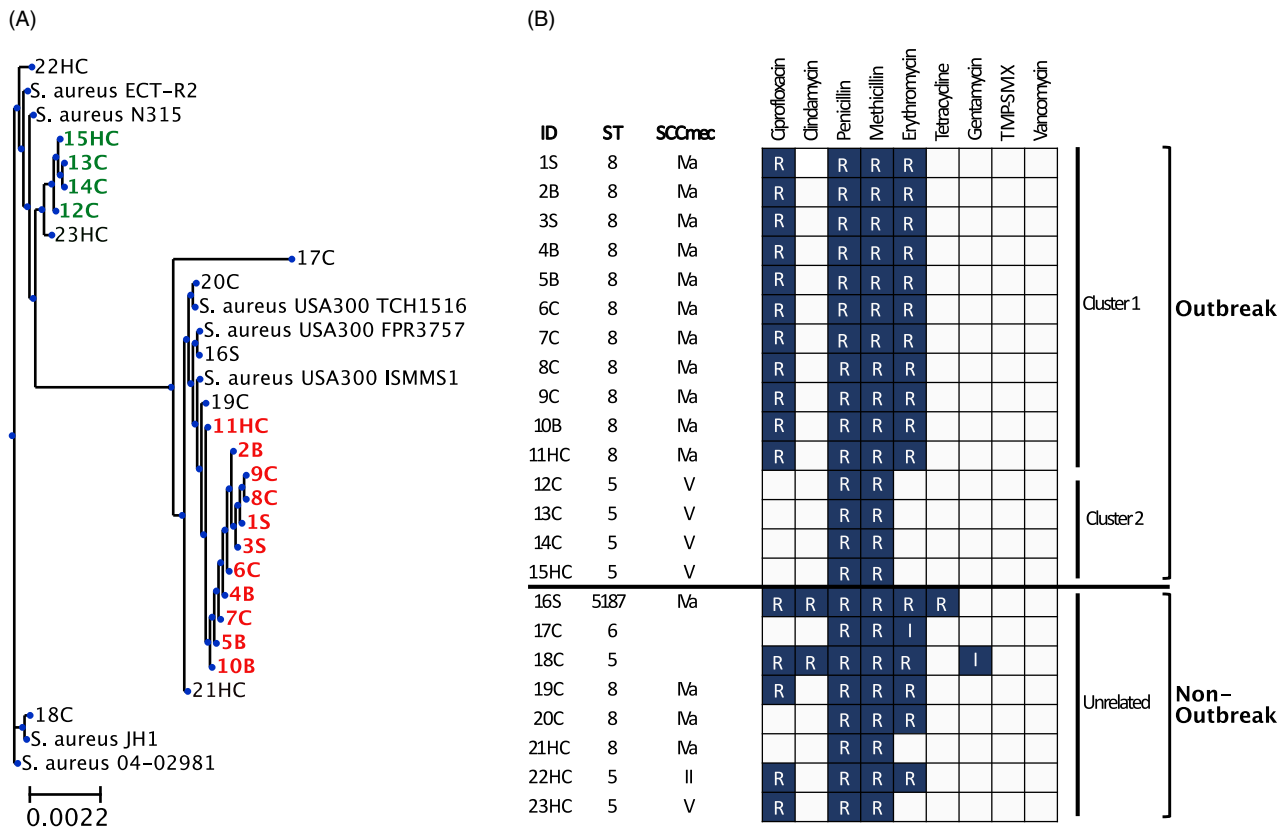 (A)
22HC
S. aureus ECT-R2
S. aureus N315
15HC
13C
14C
12C
23HC
17C
20C
S. aureus USA300 TCH1516
S. aureus USA300 FPR3757
16S
S. aureus USA300 ISMMS1
19C
11HC
2B
9C
8C
1S
3S
6C
4B
7C
5B
10B
21HC
18C
S. aureus JH1
S. aureus 04-02981
0.0022
(B)
ID ST SCCmec Ciprofloxacin Clindamycin Penicillin Methicillin Erythromycin Tetracycline Gentamycin TMP-SMX Vancomycin
1S 8 IVa R R R R
2B 8 IVa R R R R
3S 8 IVa R R R R
4B 8 IVa R R R R
5B 8 IVa R R R R
6C 8 IVa R R R R
7C 8 IVa R R R R
8C 8 IVa R R R R
9C 8 IVa R R R R
10B 8 IVa R R R R
11HC 8 IVa R R R R
12C 5 V R R
13C 5 V R R
14C 5 V R R
15HC 5 V R R
16S 5187 IVa R R R R R R
17C 6 R R I
18C 5 R R R R R I
19C 8 IVa R R R R
20C 8 IVa R R R
21HC 8 IVa R R
22HC 5 II R R R R
23HC 5 V R R R
Cluster 1
Cluster 2
Unrelated
Outbreak
Non-
Outbreak